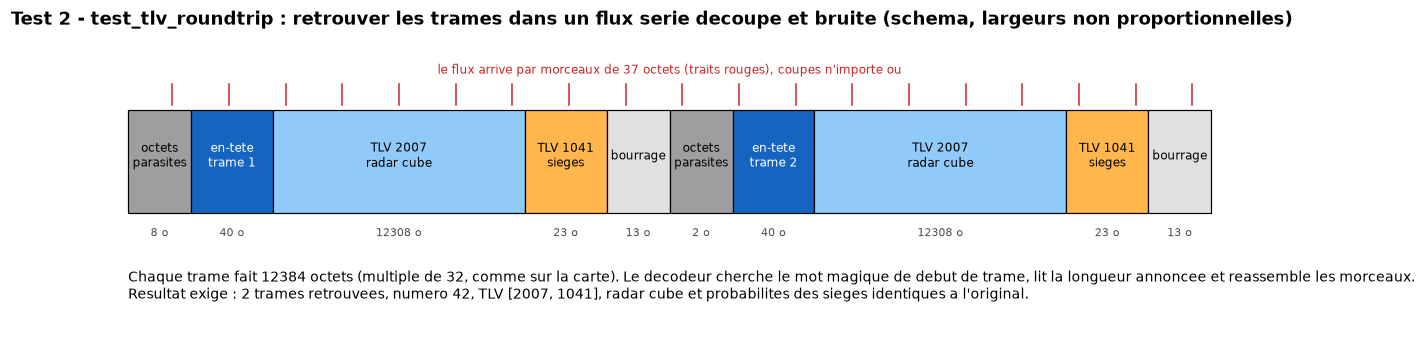 Test 2 - test_tlv_roundtrip : retrouver les trames dans un flux serie decoupe et bruite (schema, largeurs non proportionnelles)
le flux arrive par morceaux de 37 octets (traits rouges), coupes n'importe ou
octets
parasites
en-tete
trame 1
TLV 2007
radar cube
TLV 1041
sieges
bourrage
octets
parasites
en-tete
trame 2
TLV 2007
radar cube
TLV 1041
sieges
bourrage
8 o
40 o
12308 o
23 o
13 o
2 o
40 o
12308 o
23 o
13 o
Chaque trame fait 12384 octets (multiple de 32, comme sur la carte). Le decodeur cherche le mot magique de debut de trame, lit la longueur annoncee et reassemble les morceaux.
Resultat exige : 2 trames retrouvees, numero 42, TLV [2007, 1041], radar cube et probabilites des sieges identiques a l'original.